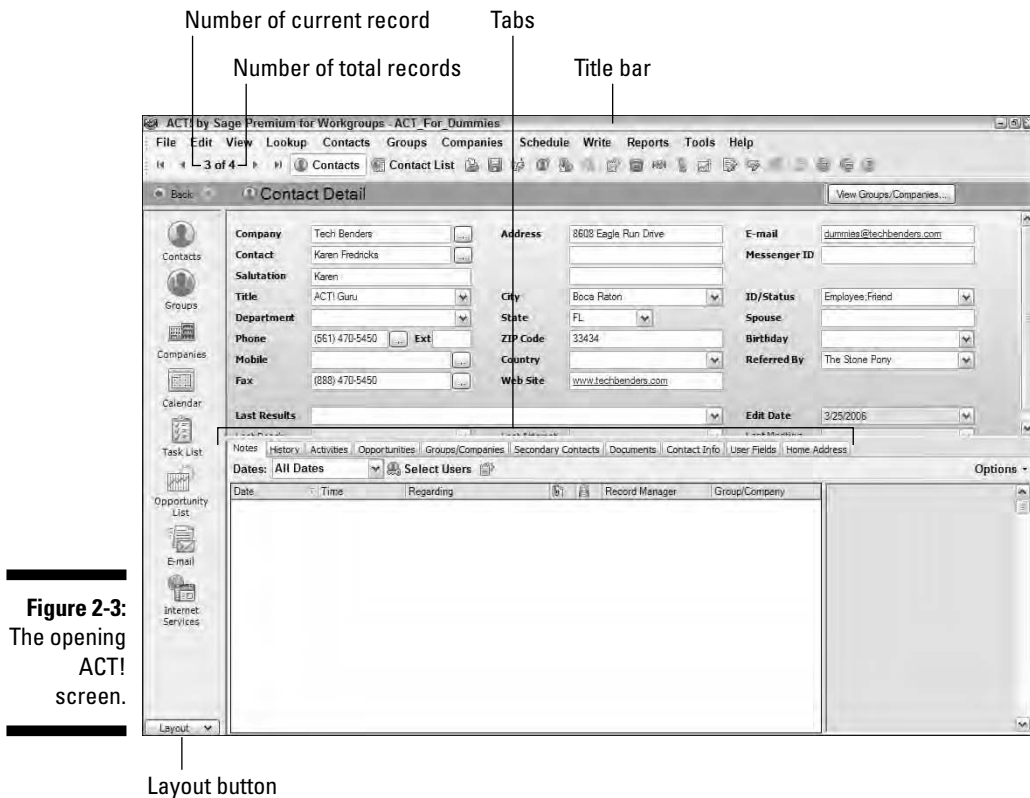 Number of current record
Tabs
Number of total records
Title bar
ACT! by Sage Premium for Workgroups - ACT_For_Dummies
File Edit View Lookup Contacts Groups Companies Schedule Write Reports Tools Help
3 of 4 Contacts Contact List
Back Contact Detail View Groups/Companies...
Contacts
Groups
Companies
Calendar
Task List
Opportunity
List
E-mail
Internet
Services
Layout
Company Tech Benders ... Address 8608 Eagle Run Drive E-mail dummies@techbenders.com
Contact Karen Fredricks ... Messenger ID
Salutation Karen
Title ACT! Guru City Boca Raton ID/Status Employee;Friend
Department State FL Spouse
Phone (561) 470-5450 ... Ext ZIP Code 33434 Birthday
Mobile ... Country Referred By The Stone Pony
Fax (888) 470-5450 ... Web Site www.techbenders.com
Last Results Edit Date 3/25/2006
Notes History Activities Opportunities Groups/Companies Secondary Contacts Documents Contact Info User Fields Home Address
Dates: All Dates Select Users Options
Date Time Regarding Record Manager Group/Company
Figure 2-3:
The opening
ACT!
screen.
Layout button